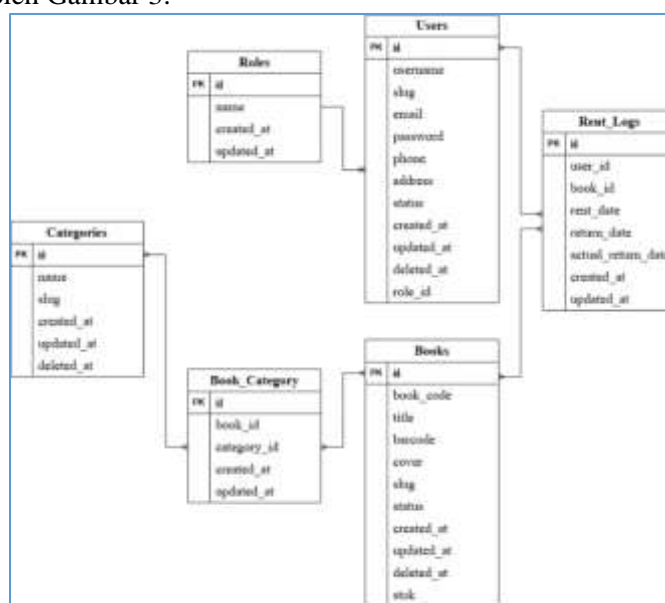 oleh Gambar 3.
Roles
PK id
name
created_at
updated_at
Users
PK id
username
slug
email
password
phone
address
status
created_at
updated_at
deleted_at
role_id
Rent_Logs
PK id
user_id
book_id
rent_date
return_date
actual_return_date
created_at
updated_at
Categories
PK id
name
slug
created_at
updated_at
deleted_at
Book_Category
PK id
book_id
category_id
created_at
updated_at
Books
PK id
book_code
title
barcode
cover
slug
status
created_at
updated_at
deleted_at
stok